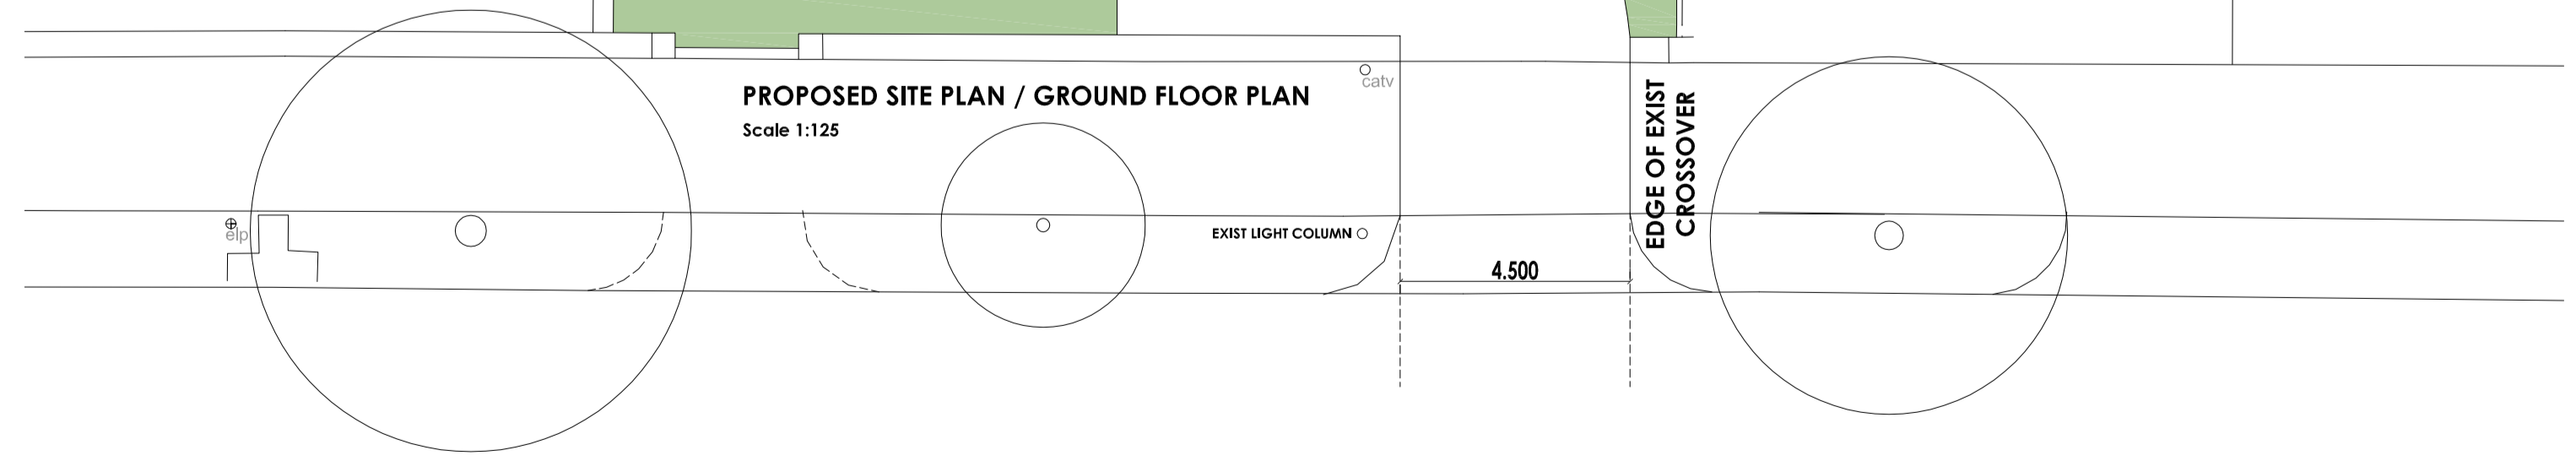 catv
PROPOSED SITE PLAN / GROUND FLOOR PLAN
Scale 1:125
EDGE OF EXIST
CROSSOVER
elp
EXIST LIGHT COLUMN
4.500